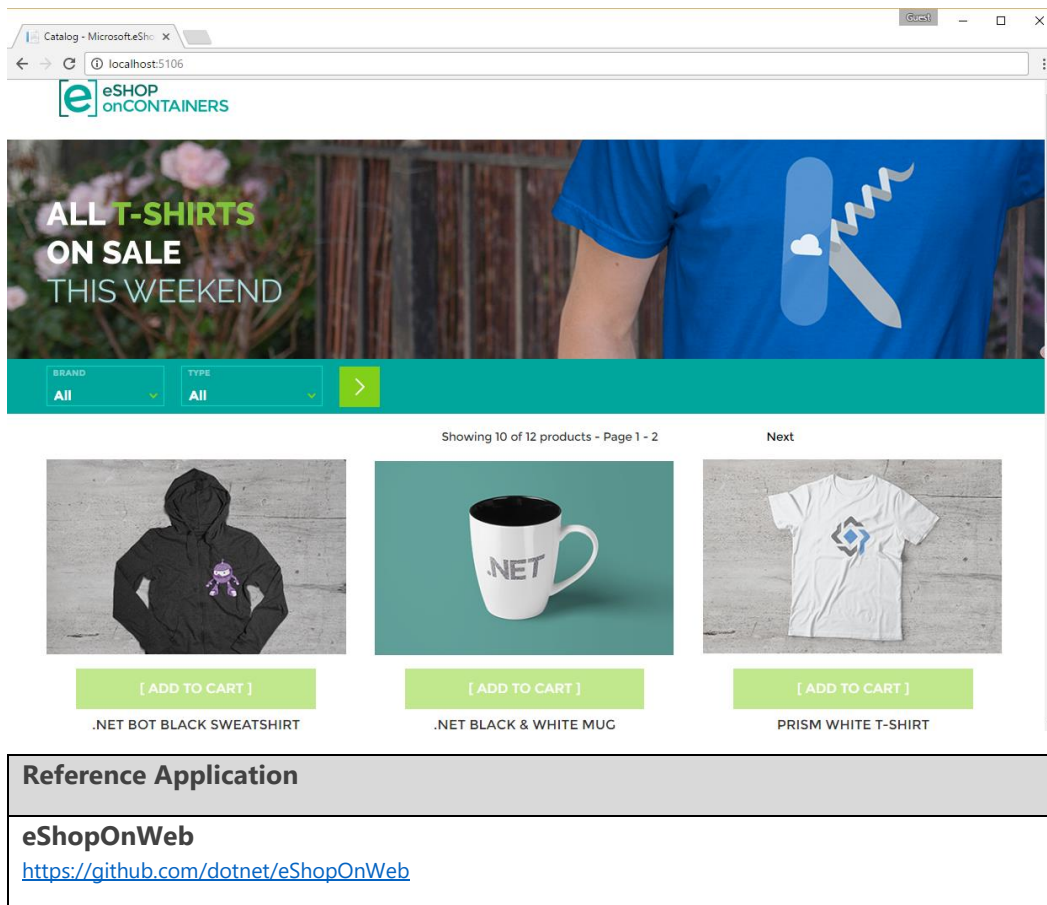 Guest
Catalog - Microsoft.eSho
localhost:5106
eSHOP
onCONTAINERS
ALL T-SHIRTS
ON SALE
THIS WEEKEND
BRAND
All
TYPE
All
Showing 10 of 12 products - Page 1 - 2
Next
.NET
[ ADD TO CART ]
[ ADD TO CART ]
[ ADD TO CART ]
.NET BOT BLACK SWEATSHIRT
.NET BLACK & WHITE MUG
PRISM WHITE T-SHIRT
Reference Application
eShopOnWeb
https://github.com/dotnet/eShopOnWeb